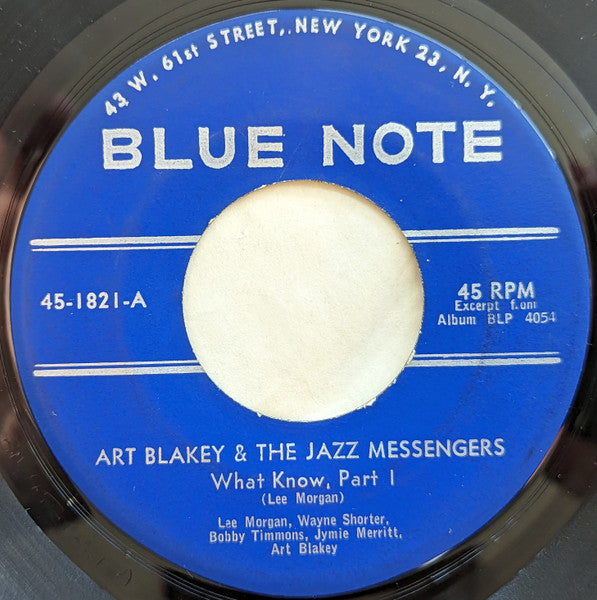 43 W. 61st STREET, NEW YORK 23, N. Y.
BLUE NOTE
45-1821-A
45 RPM
Excerpt from
Album BLP 4054
ART BLAKEY & THE JAZZ MESSENGERS
What Know, Part 1
(Lee Morgan)
Lee Morgan, Wayne Shorter,
Bobby Timmons, Jymie Merritt,
Art Blakey